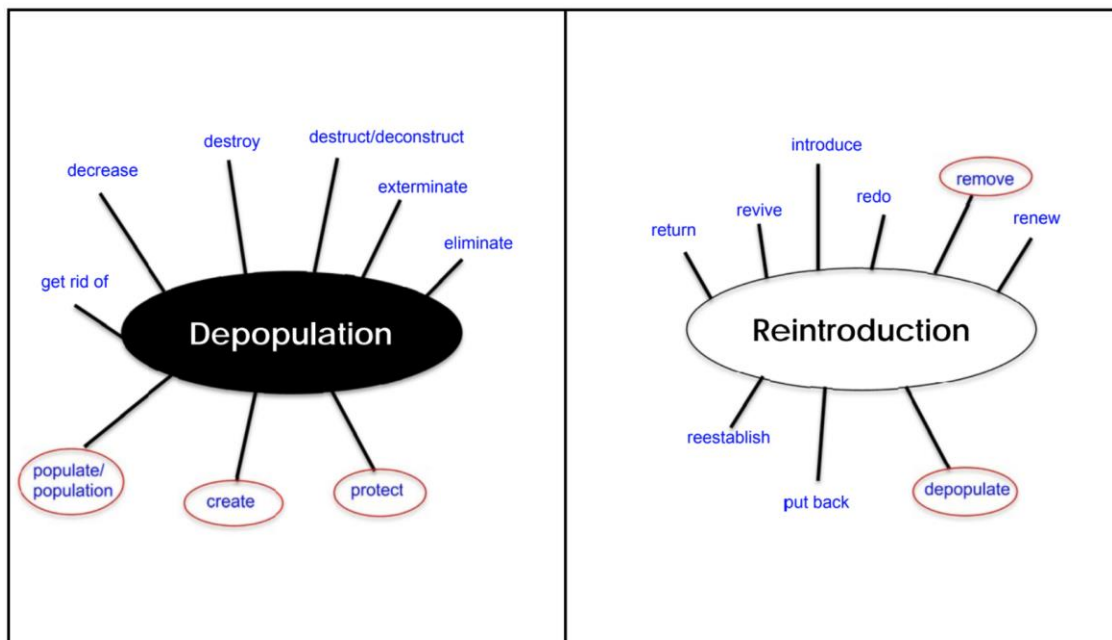 destroy
destruct/deconstruct
decrease
exterminate
eliminate
get rid of
Depopulation
populate/
population
create
protect
introduce
remove
redo
revive
renew
return
Reintroduction
reestablish
put back
depopulate